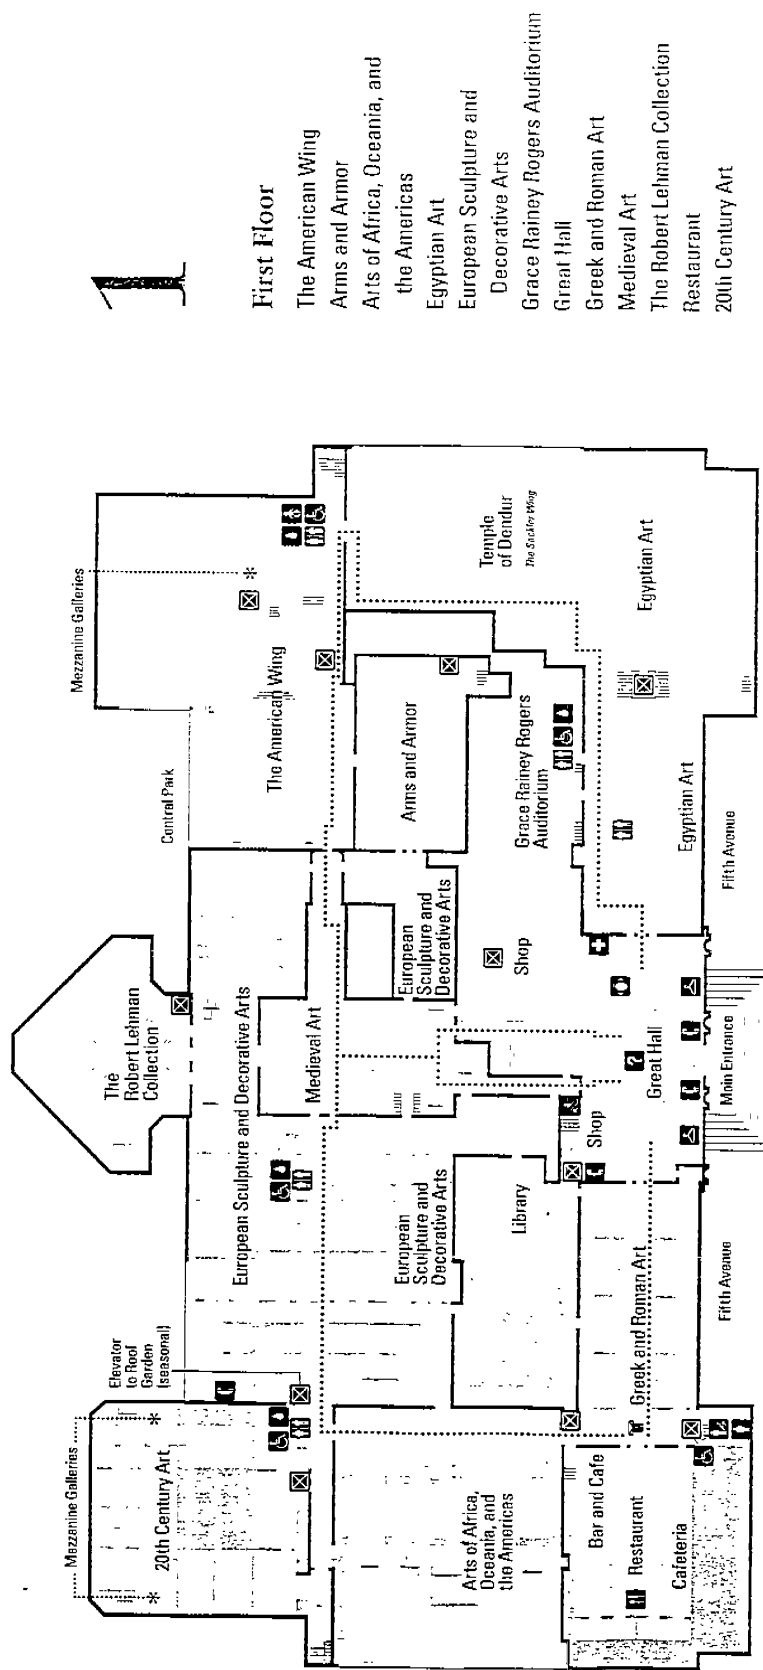 1
First Floor
The American Wing
Arms and Armor
Arts of Africa, Oceania, and
the Americas
Egyptian Art
European Sculpture and
Decorative Arts
Grace Rainey Rogers Auditorium
Great Hall
Greek and Roman Art
Medieval Art
The Robert Lehman Collection
Restaurant
20th Century Art
Mezzanine Galleries
Elevator
to Roof
Garden
(seasonal)
20th Century Art
The
Robert Lehman
Collection
Central Park
Mezzanine Galleries
European Sculpture and Decorative Arts
Medieval Art
The American Wing
Arts of Africa,
Oceania, and
the Americas
European
Sculpture and
Decorative Arts
European
Sculpture and
Decorative Arts
Arms and Armor
Library
Shop
Grace Rainey Rogers
Auditorium
Temple
of Dendur
The Sackler Wing
Bar and Cafe
Restaurant
Cafeteria
Greek and Roman Art
Shop
?
Great Hall
Egyptian Art
Egyptian Art
Fifth Avenue
Main Entrance
Fifth Avenue